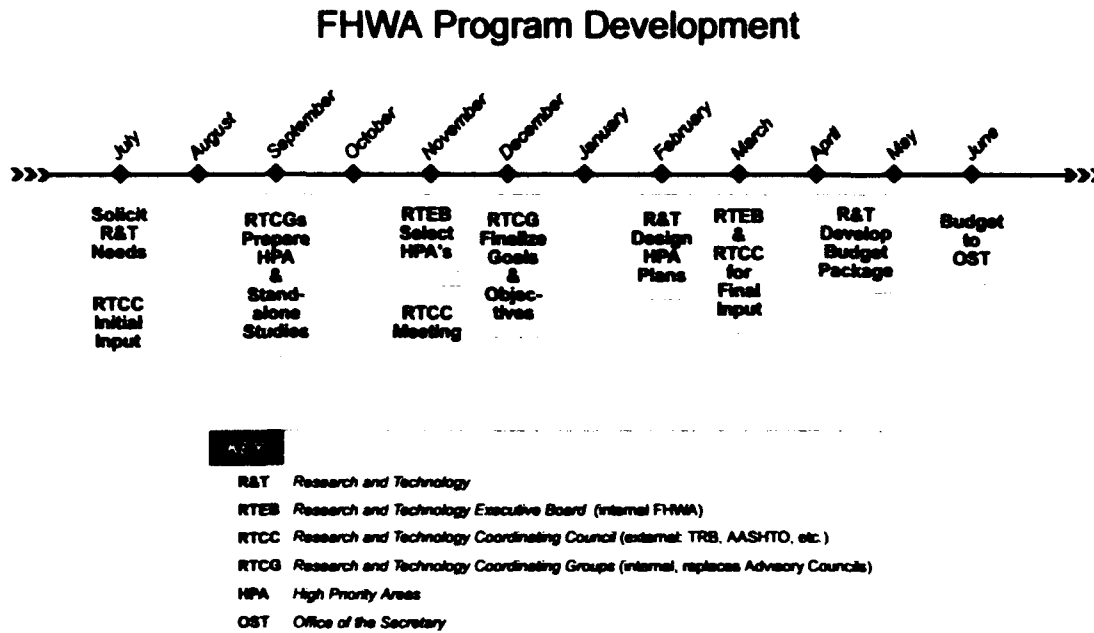 FHWA Program Development
July
August
September
October
November
December
January
February
March
April
May
June
Solicit
R&T
Needs
RTCC
Initial
Input
RTCGs
Prepare
HPA
&
Stand-
alone
Studies
RTEB
Select
HPA's
RTCC
Meeting
RTCG
Finalize
Goals
&
Objec-
tives
R&T
Design
HPA
Plans
RTEB
&
RTCC
for
Final
Input
R&T
Develop
Budget
Package
Budget
to
OST
KEY
R&T Research and Technology
RTEB Research and Technology Executive Board (internal FHWA)
RTCC Research and Technology Coordinating Council (external: TRB, AASHTO, etc.)
RTCG Research and Technology Coordinating Groups (internal, replaces Advisory Councils)
HPA High Priority Areas
OST Office of the Secretary